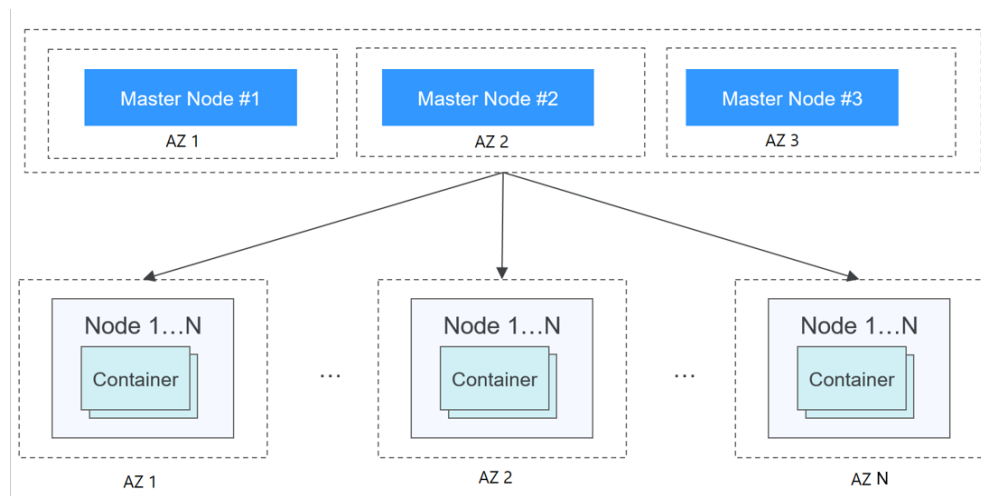 Master Node #1
Master Node #2
Master Node #3
AZ 1
AZ 2
AZ 3
Node 1...N
Node 1...N
Node 1...N
Container
...
Container
...
Container
AZ 1
AZ 2
AZ N